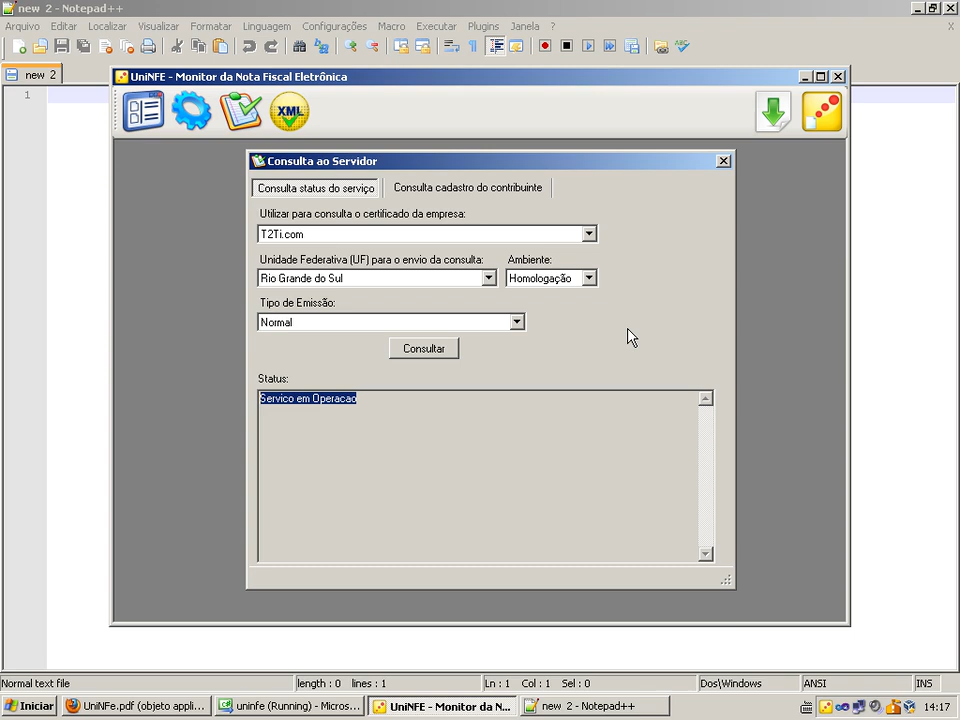 new 2 - Notepad++
Arquivo Editar Localizar Visualizar Formatar Linguagem Configurações Macro Executar Plugins Janela ? X
new 2
1
UniNFE - Monitor da Nota Fiscal Eletrônica
XML
Consulta ao Servidor
Consulta status do serviço Consulta cadastro do contribuinte
Utilizar para consulta o certificado da empresa:
T2Ti.com
Unidade Federativa (UF) para o envio da consulta: Ambiente:
Rio Grande do Sul Homologação
Tipo de Emissão:
Normal
Consultar
Status:
Servico em Operacao
Normal text file length : 0 lines : 1 Ln : 1 Col : 1 Sel : 0 Dos\Windows ANSI INS
Iniciar UniNFe.pdf (objeto appli... uninfe (Running) - Micros... UniNFE - Monitor da N... new 2 - Notepad++ 14:17